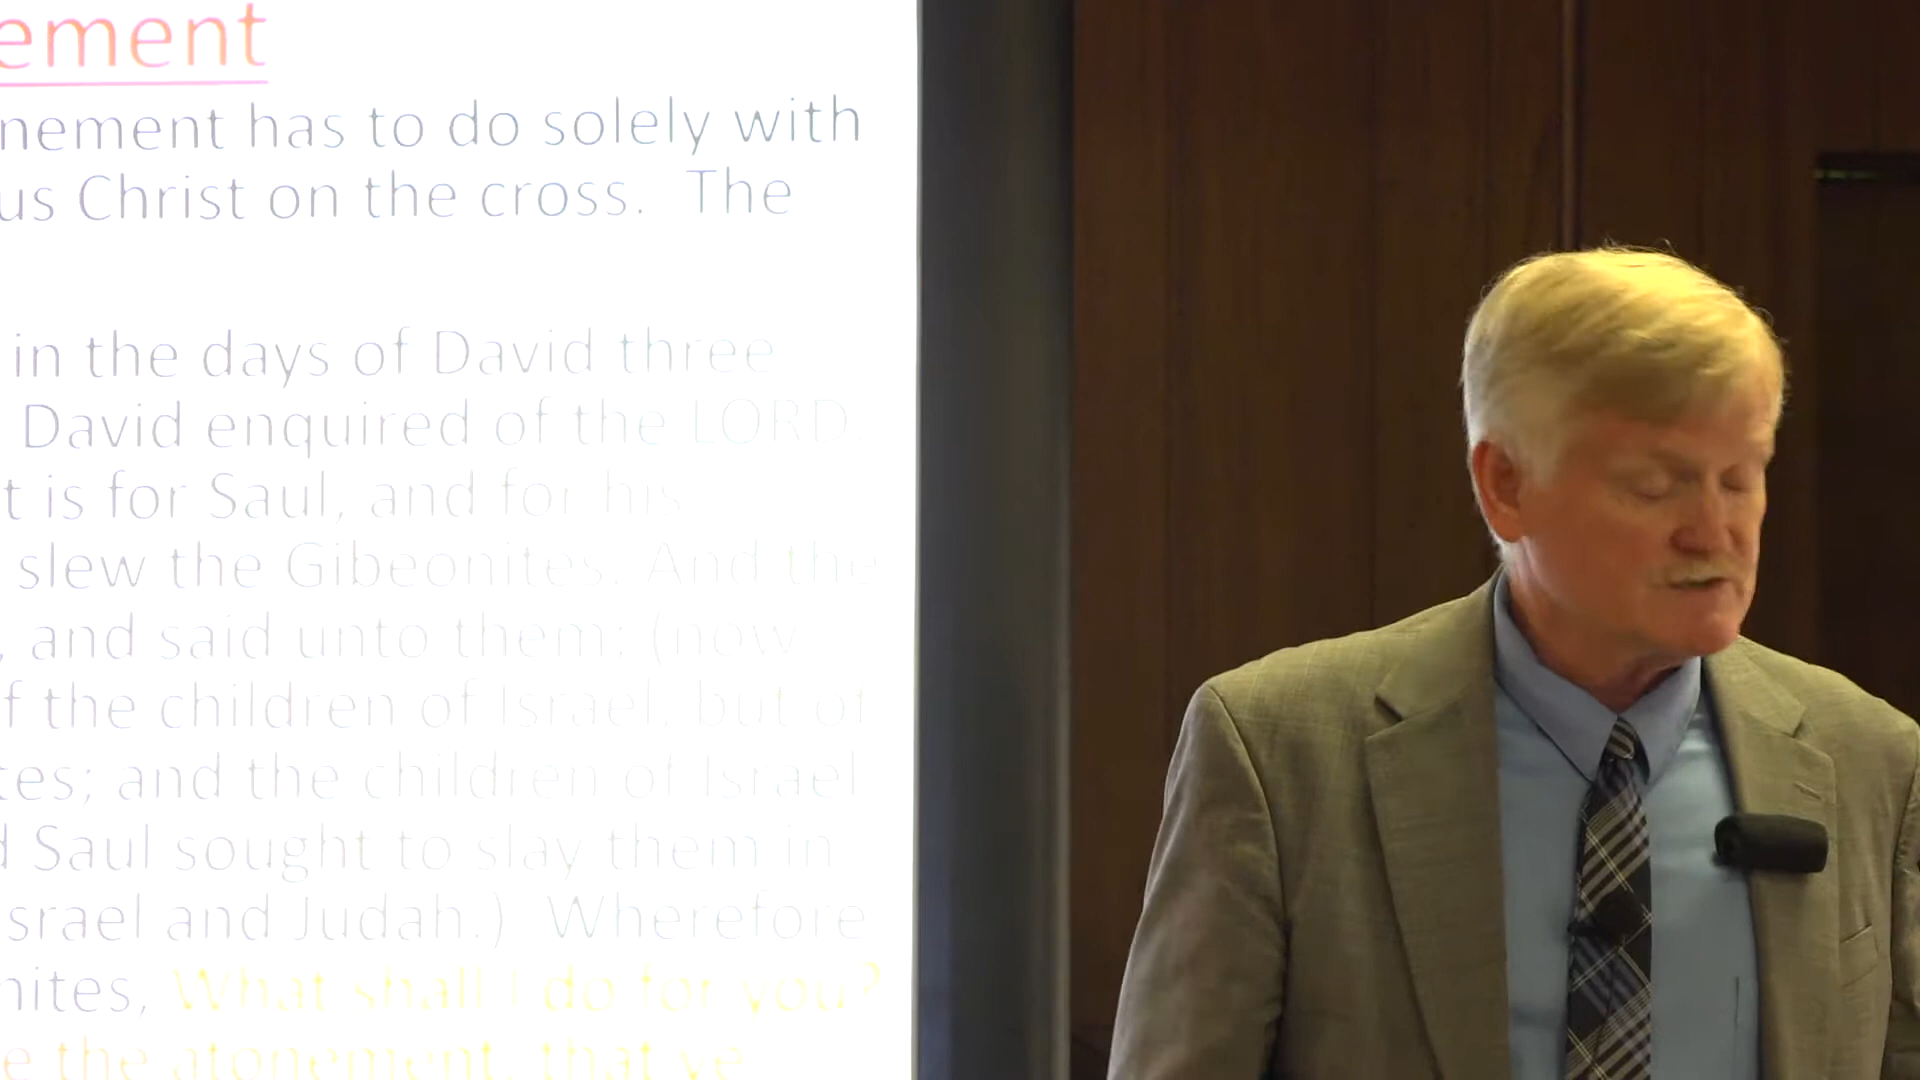 ement
nement has to do solely with
us Christ on the cross. The
in the days of David three
David enquired of the LORD.
t is for Saul, and for his
slew the Gibeonites. And the
, and said unto them; (now
f the children of Israel, but of
tes; and the children of Israel
d Saul sought to slay them in
srael and Judah.) Wherefore
nites, What shall I do for you?
e the atonement, that ye